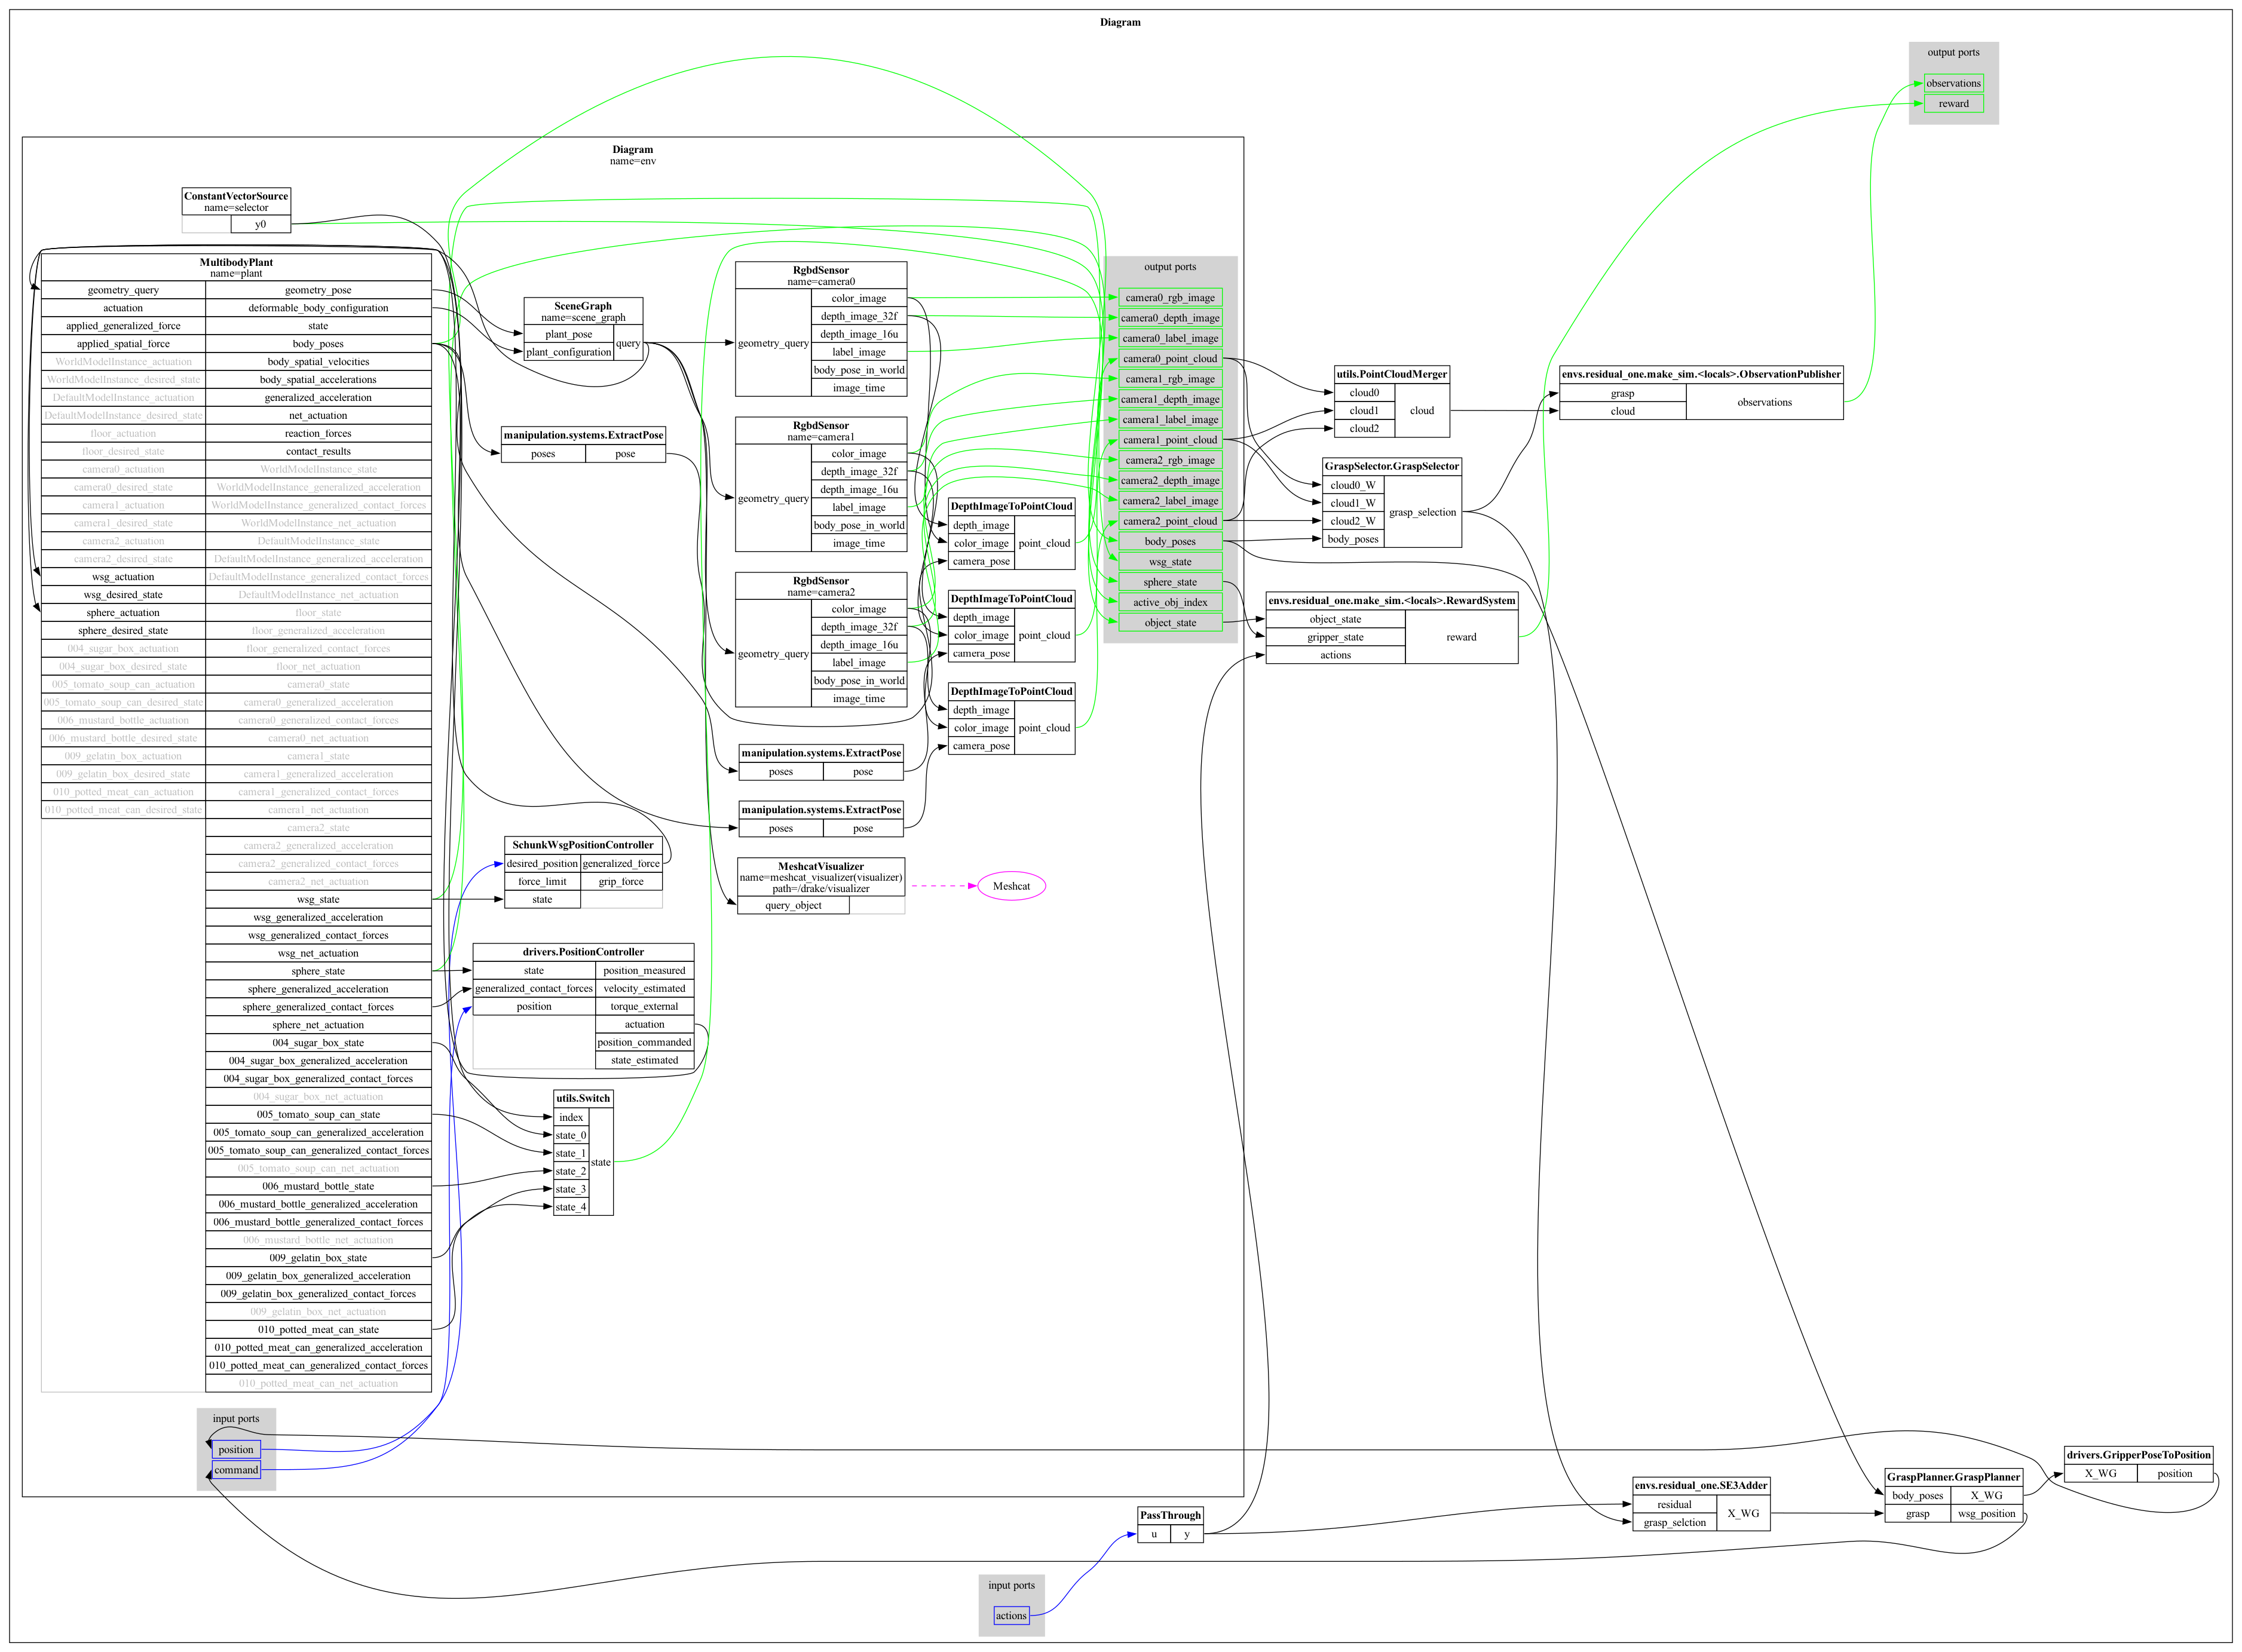 Diagram
output ports
observations
reward
Diagram
name=env
ConstantVectorSource
name=selector
y0
MultibodyPlant
name=plant
geometry_query geometry_pose
actuation deformable_body_configuration
applied_generalized_force state
applied_spatial_force body_poses
WorldModelInstance_actuation body_spatial_velocities
WorldModelInstance_desired_state body_spatial_accelerations
DefaultModelInstance_actuation generalized_acceleration
DefaultModelInstance_desired_state net_actuation
floor_actuation reaction_forces
floor_desired_state contact_results
camera0_actuation WorldModelInstance_state
camera0_desired_state WorldModelInstance_generalized_acceleration
camera1_actuation WorldModelInstance_generalized_contact_forces
camera1_desired_state WorldModelInstance_net_actuation
camera2_actuation DefaultModelInstance_state
camera2_desired_state DefaultModelInstance_generalized_acceleration
wsg_actuation DefaultModelInstance_generalized_contact_forces
wsg_desired_state DefaultModelInstance_net_actuation
sphere_actuation floor_state
sphere_desired_state floor_generalized_acceleration
004_sugar_box_actuation floor_generalized_contact_forces
004_sugar_box_desired_state floor_net_actuation
005_tomato_soup_can_actuation camera0_state
005_tomato_soup_can_desired_state camera0_generalized_acceleration
006_mustard_bottle_actuation camera0_generalized_contact_forces
006_mustard_bottle_desired_state camera0_net_actuation
009_gelatin_box_actuation camera1_state
009_gelatin_box_desired_state camera1_generalized_acceleration
010_potted_meat_can_actuation camera1_generalized_contact_forces
010_potted_meat_can_desired_state camera1_net_actuation
camera2_state
camera2_generalized_acceleration
camera2_generalized_contact_forces
camera2_net_actuation
wsg_state
wsg_generalized_acceleration
wsg_generalized_contact_forces
wsg_net_actuation
sphere_state
sphere_generalized_acceleration
sphere_generalized_contact_forces
sphere_net_actuation
004_sugar_box_state
004_sugar_box_generalized_acceleration
004_sugar_box_generalized_contact_forces
004_sugar_box_net_actuation
005_tomato_soup_can_state
005_tomato_soup_can_generalized_acceleration
005_tomato_soup_can_generalized_contact_forces
005_tomato_soup_can_net_actuation
006_mustard_bottle_state
006_mustard_bottle_generalized_acceleration
006_mustard_bottle_generalized_contact_forces
006_mustard_bottle_net_actuation
009_gelatin_box_state
009_gelatin_box_generalized_acceleration
009_gelatin_box_generalized_contact_forces
009_gelatin_box_net_actuation
010_potted_meat_can_state
010_potted_meat_can_generalized_acceleration
010_potted_meat_can_generalized_contact_forces
010_potted_meat_can_net_actuation
input ports
position
command
SceneGraph
name=scene_graph
plant_pose
query
plant_configuration
manipulation.systems.ExtractPose
poses pose
SchunkWsgPositionController
desired_position generalized_force
force_limit grip_force
state
drivers.PositionController
state position_measured
generalized_contact_forces velocity_estimated
position torque_external
actuation
position_commanded
state_estimated
utils.Switch
index
state_0
state_1
state
state_2
state_3
state_4
RgbdSensor
name=camera0
color_image
depth_image_32f
depth_image_16u
geometry_query
label_image
body_pose_in_world
image_time
RgbdSensor
name=camera1
color_image
depth_image_32f
depth_image_16u
geometry_query
label_image
body_pose_in_world
image_time
RgbdSensor
name=camera2
color_image
depth_image_32f
depth_image_16u
geometry_query
label_image
body_pose_in_world
image_time
manipulation.systems.ExtractPose
poses pose
manipulation.systems.ExtractPose
poses pose
MeshcatVisualizer
name=meshcat_visualizer(visualizer)
path=/drake/visualizer
query_object
Meshcat
DepthImageToPointCloud
depth_image
color_image point_cloud
camera_pose
DepthImageToPointCloud
depth_image
color_image point_cloud
camera_pose
DepthImageToPointCloud
depth_image
color_image point_cloud
camera_pose
output ports
camera0_rgb_image
camera0_depth_image
camera0_label_image
camera0_point_cloud
camera1_rgb_image
camera1_depth_image
camera1_label_image
camera1_point_cloud
camera2_rgb_image
camera2_depth_image
camera2_label_image
camera2_point_cloud
body_poses
wsg_state
sphere_state
active_obj_index
object_state
utils.PointCloudMerger
cloud0
cloud1 cloud
cloud2
GraspSelector.GraspSelector
cloud0_W
cloud1_W
grasp_selection
cloud2_W
body_poses
envs.residual_one.make_sim.<locals>.RewardSystem
object_state
gripper_state reward
actions
envs.residual_one.make_sim.<locals>.ObservationPublisher
grasp
observations
cloud
PassThrough
u y
input ports
actions
envs.residual_one.SE3Adder
residual
X_WG
grasp_selction
GraspPlanner.GraspPlanner
body_poses X_WG
grasp wsg_position
drivers.GripperPoseToPosition
X_WG position